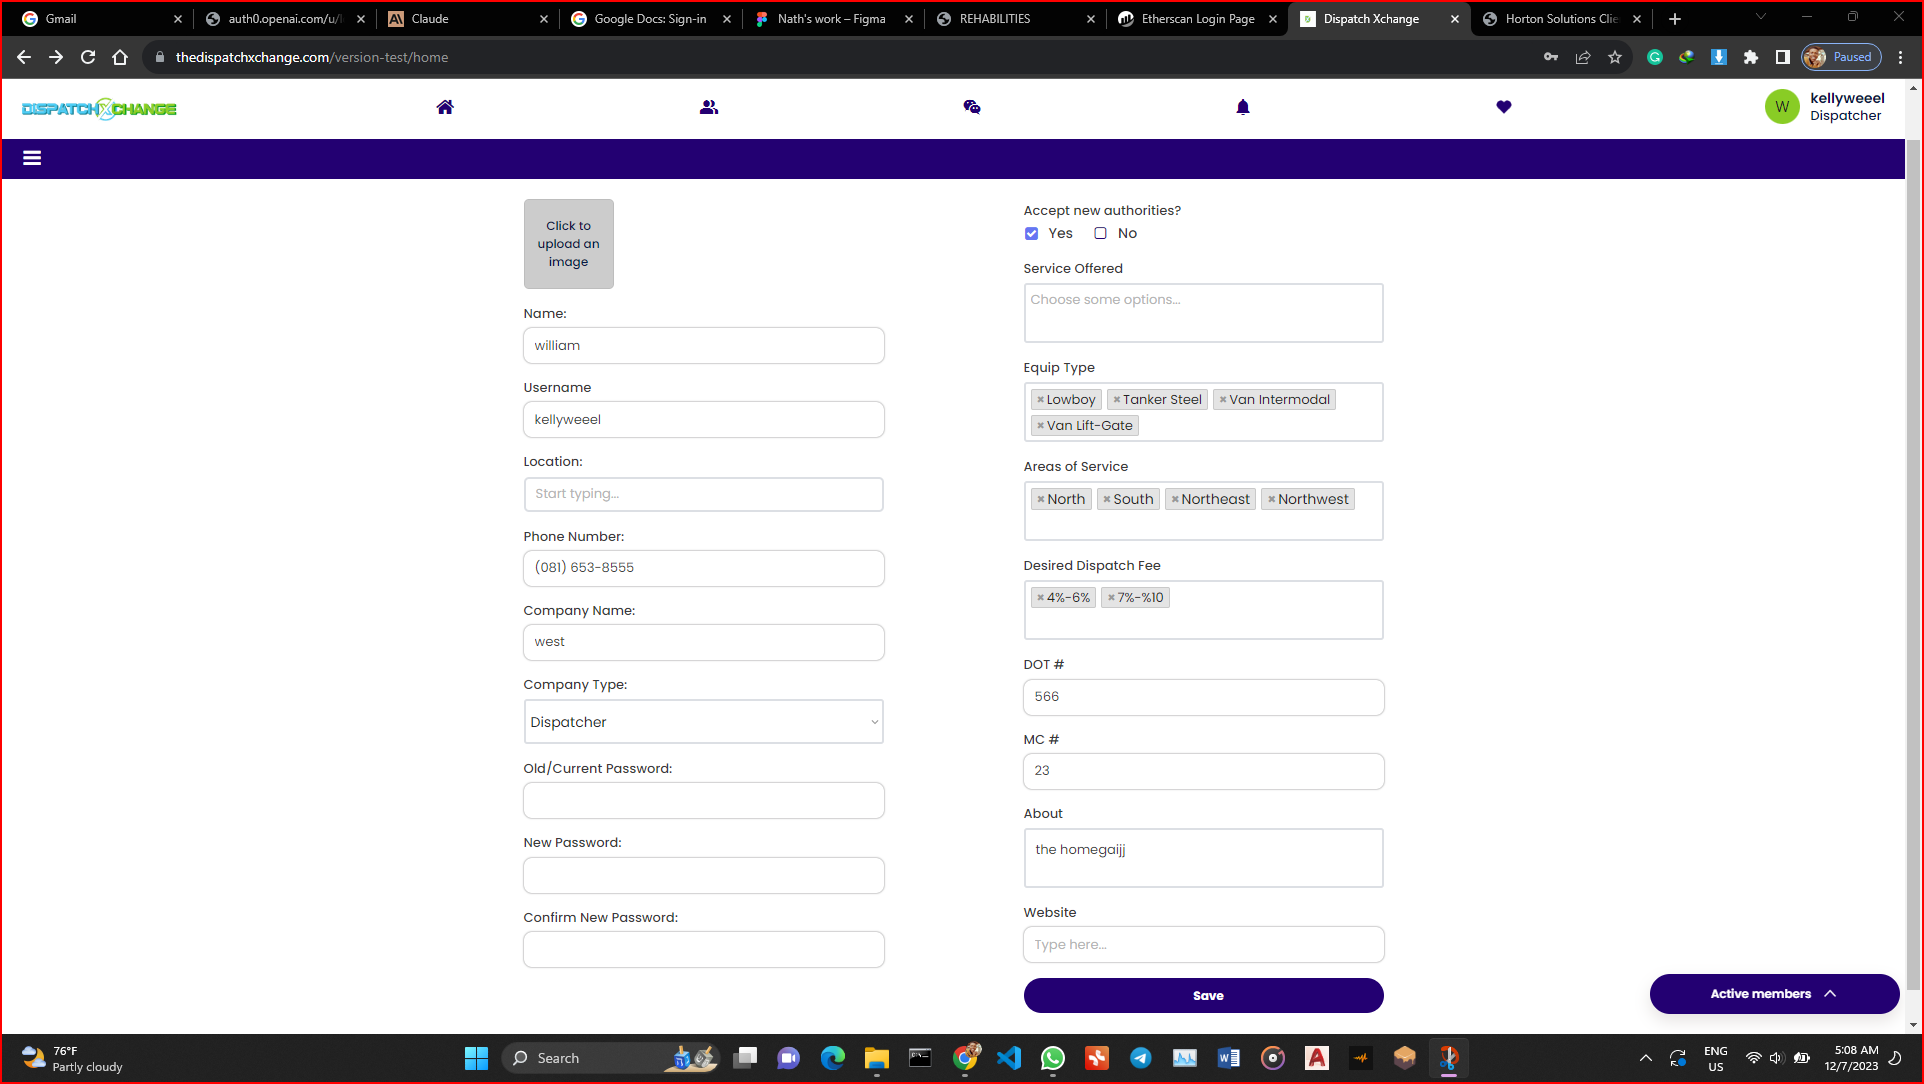 Gmail
auth0.openai.com/u/l
Claude
Google Docs: Sign-in
Nath's work – Figma
REHABILITIES
Etherscan Login Page
Dispatch Xchange
Horton Solutions Clie
thedispatchxchange.com/version-test/home
Paused
DISPATCHXCHANGE
W
kellyweeel
Dispatcher
Click to
upload an
image
Name:
william
Username
kellyweeel
Location:
Start typing...
Phone Number:
(081) 653-8555
Company Name:
west
Company Type:
Dispatcher
Old/Current Password:
New Password:
Confirm New Password:
Accept new authorities?
Yes No
Service Offered
Choose some options...
Equip Type
×Lowboy ×Tanker Steel ×Van Intermodal
×Van Lift-Gate
Areas of Service
×North ×South ×Northeast ×Northwest
Desired Dispatch Fee
×4%-6% ×7%-%10
DOT #
566
MC #
23
About
the homegaijj
Website
Type here...
Save
Active members
76°F
Partly cloudy
Search
ENG
US
5:08 AM
12/7/2023